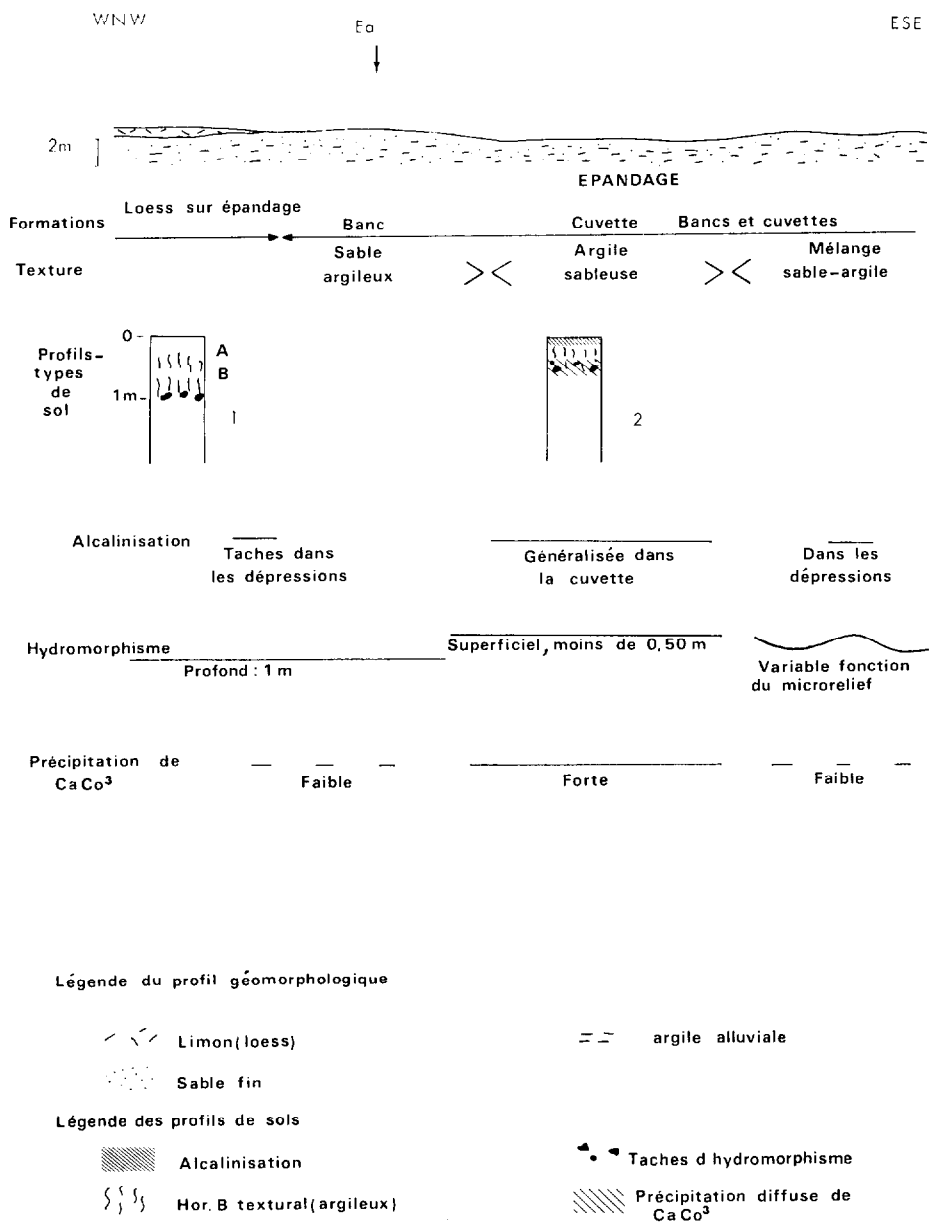 WNW
Ea
ESE
2m
EPANDAGE
Formations
Loess sur épandage
Banc
Cuvette
Bancs et cuvettes
Texture
Sable
argileux
> <
Argile
sableuse
> <
Mélange
sable-argile
Profils-
types
de
sol
0
1m
A
B
1
2
Alcalinisation
Taches dans
les dépressions
Généralisée dans
la cuvette
Dans les
dépressions
Hydromorphisme
Profond : 1 m
Superficiel, moins de 0,50 m
Variable fonction
du microrelief
Précipitation de
CaCo³
Faible
Forte
Faible
Légende du profil géomorphologique
Limon (loess)
argile alluviale
Sable fin
Légende des profils de sols
Alcalinisation
Taches d hydromorphisme
Hor. B textural (argileux)
Précipitation diffuse de
CaCo³